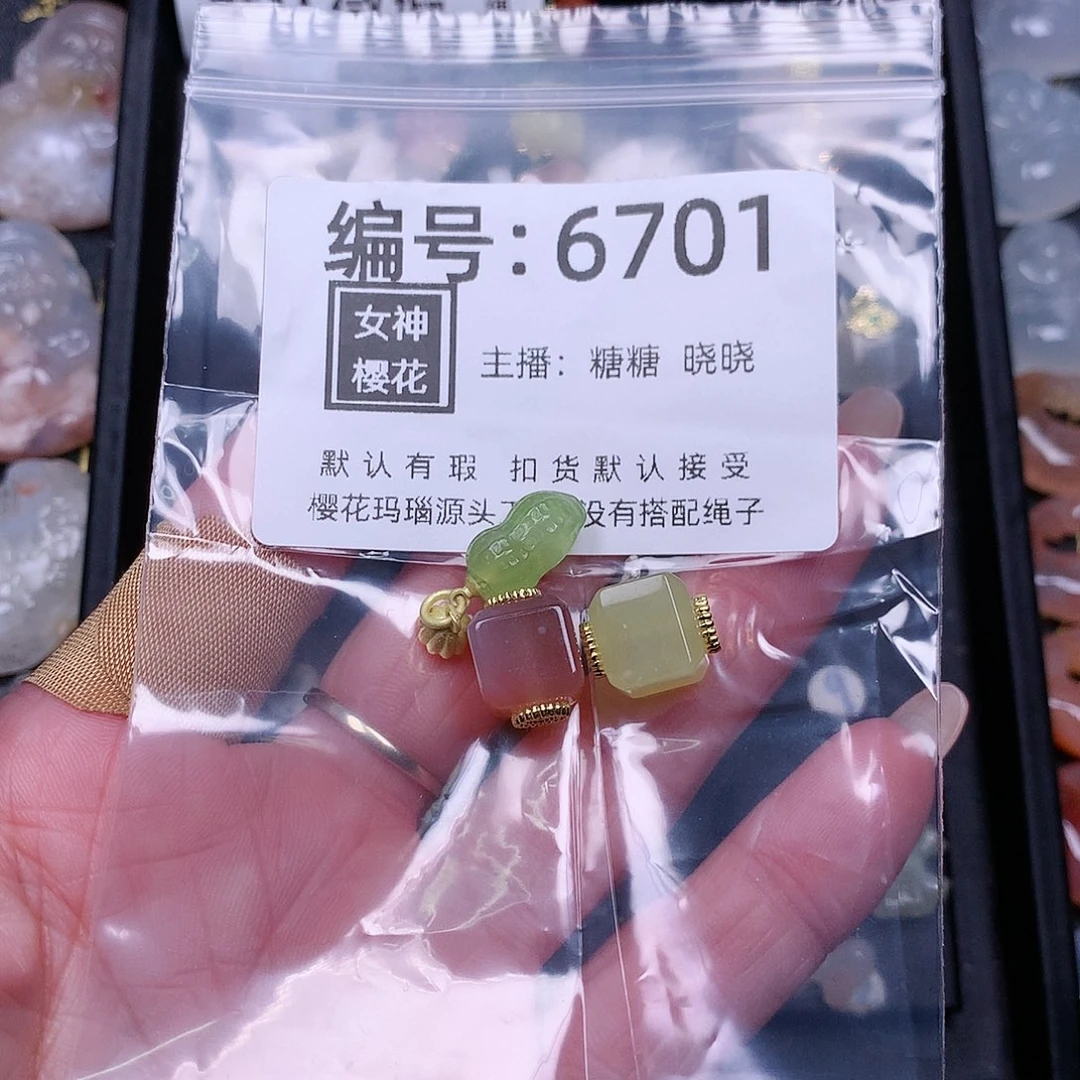 编号:6701
女神
樱花
主播：糖糖 晓晓
默认有瑕 扣货默认接受
樱花玛瑙源头 没有搭配绳子